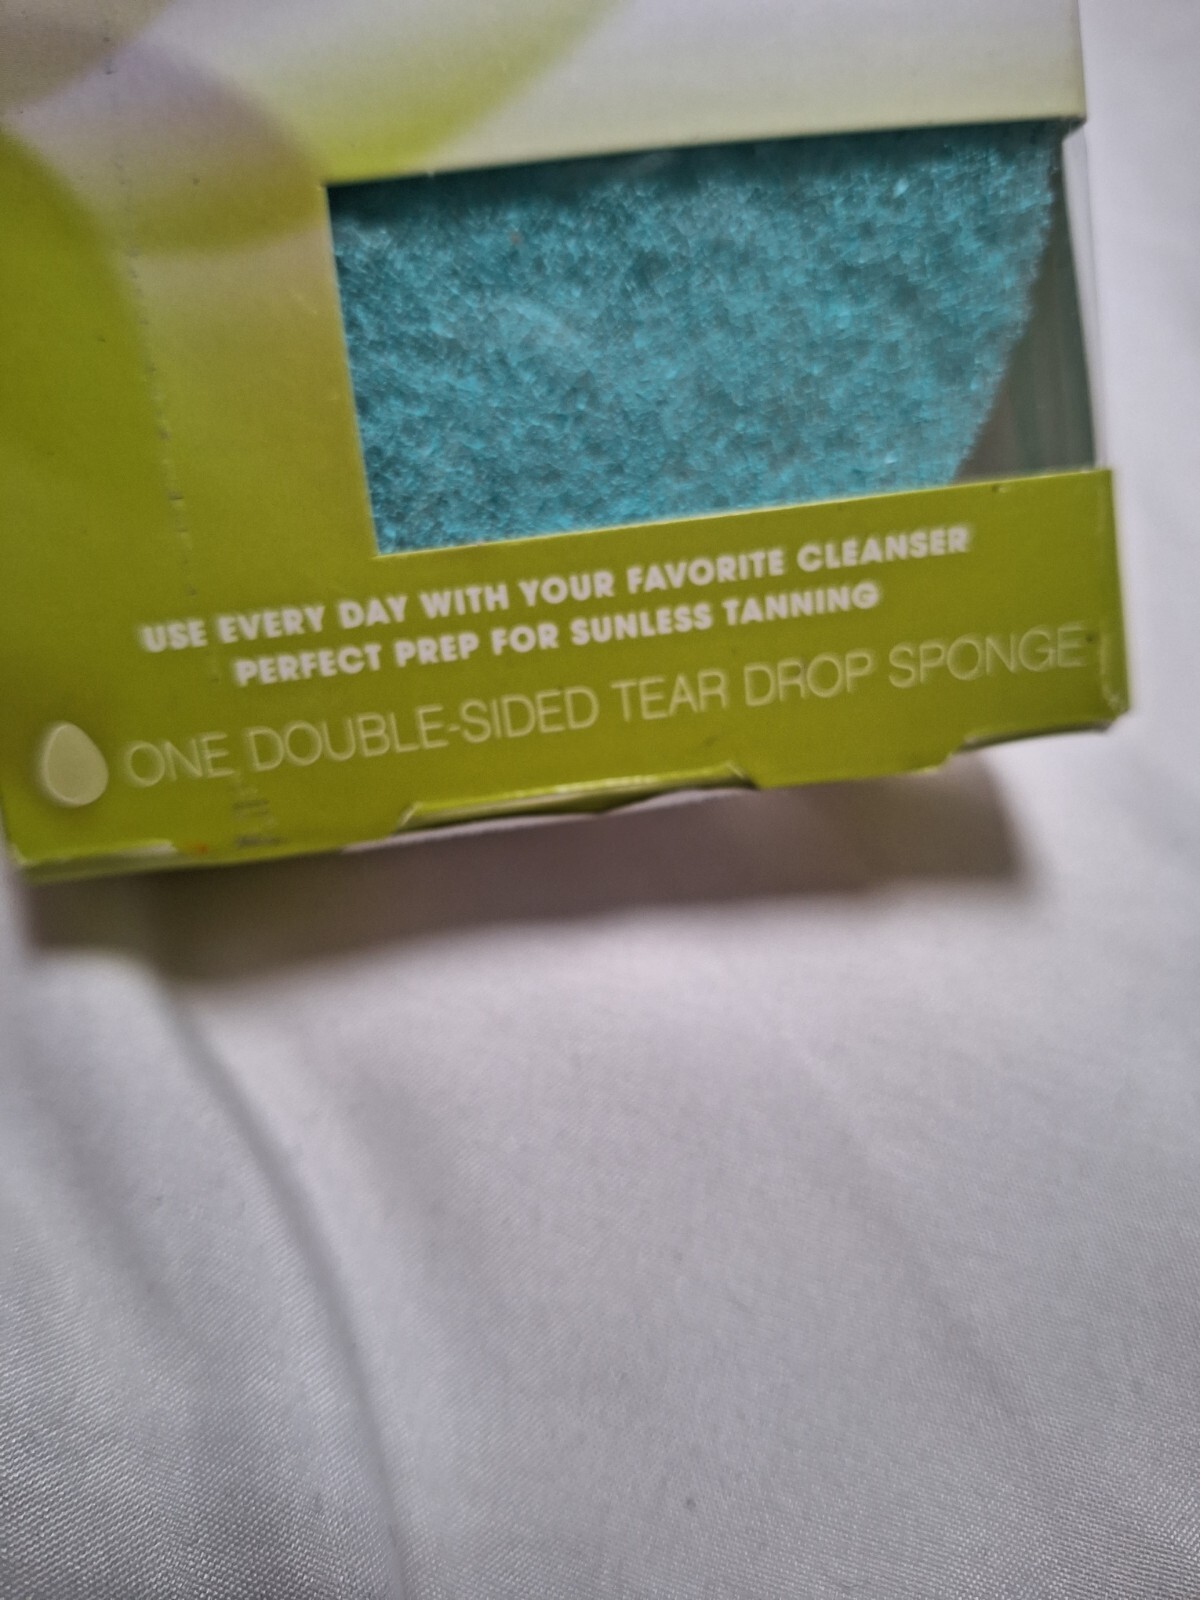 USE EVERY DAY WITH YOUR FAVORITE CLEANSER
PERFECT PREP FOR SUNLESS TANNING
ONE DOUBLE-SIDED TEAR DROP SPONGE